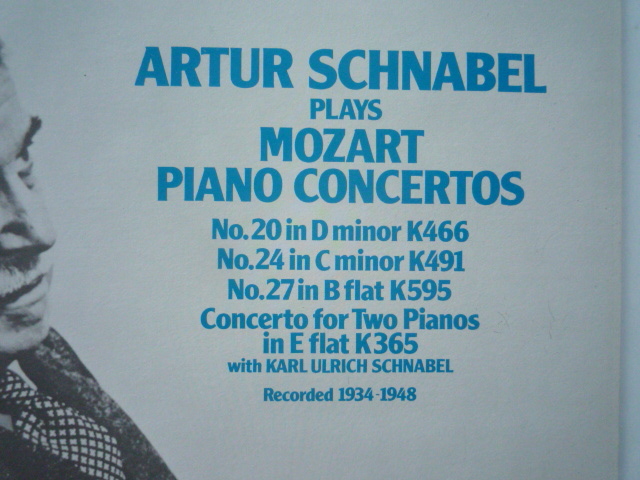 ARTUR SCHNABEL
PLAYS
MOZART
PIANO CONCERTOS
No.20 in D minor K466
No.24 in C minor K491
No.27 in B flat K595
Concerto for Two Pianos
in E flat K365
with KARL ULRICH SCHNABEL
Recorded 1934-1948